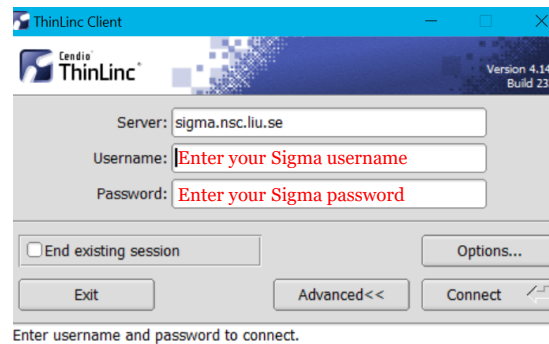 ThinLinc Client
Cendio
ThinLinc
Version 4.14
Build 23
Server: sigma.nsc.liu.se
Username: Enter your Sigma username
Password: Enter your Sigma password
End existing session
Options...
Exit
Advanced<<
Connect
Enter username and password to connect.